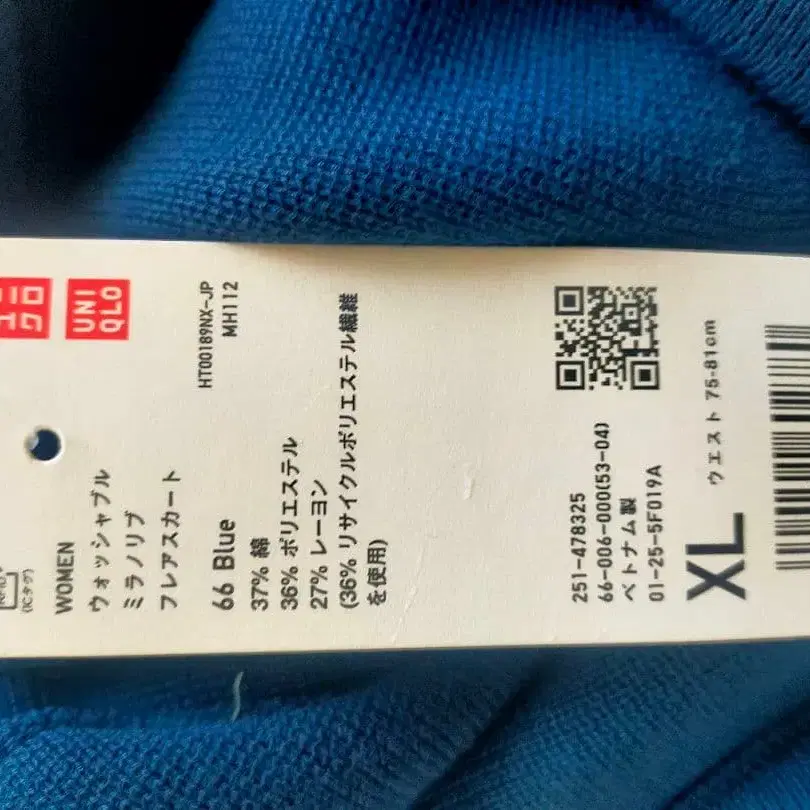 ユニ
クロ
UNI
QLO
HT00189NX-JP
MH112
(ICタグ)
WOMEN
ウォッシャブル
ミラノリブ
フレアスカート
66 Blue
37% 綿
36% ポリエステル
27% レーヨン
(36% リサイクルポリエステル繊維
を使用)
251-478325
66-006-000(53-04)
ベトナム製
01-25-5F019A
XL ウエスト 75-81cm